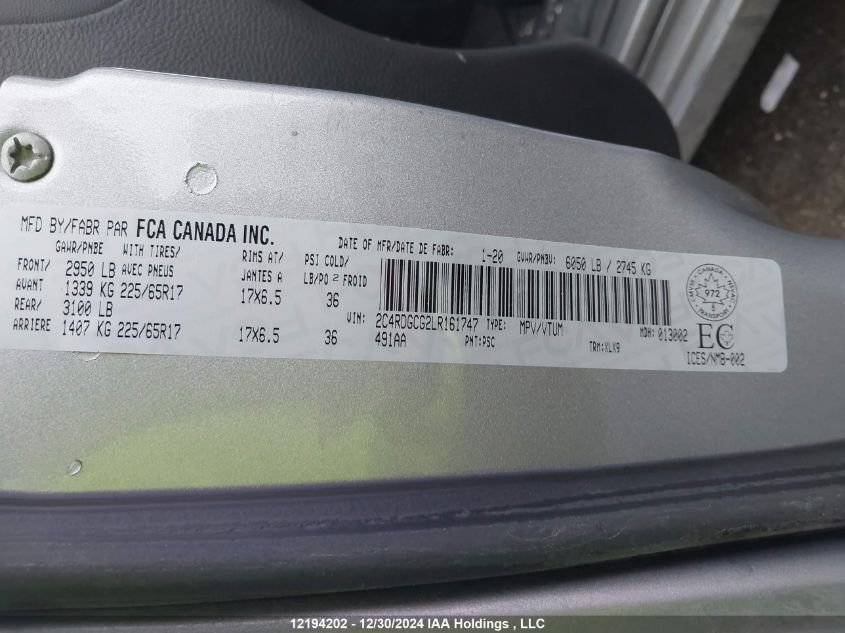 MFD BY/FABR PAR FCA CANADA INC. DATE OF MFR/DATE DE FABR: 1-20 GVWR/PNBV: 6050 LB / 2745 KG
GAWR/PNBE WITH TIRES/ RIMS AT/ PSI COLD/
FRONT/ 2950 LB AVEC PNEUS JANTES A LB/PO² FROID
AVANT 1339 KG 225/65R17 17X6.5 36
REAR/ 3100 LB
ARRIERE 1407 KG 225/65R17 17X6.5 36
VIN: 2C4RDGCG2LR161747 TYPE: MPV/VTUM MDH: 013002
491AA PNT:PSC TRM:XLX9
CANADA
972
TRANSPORT
EC
ICES/NMB-002
12194202 - 12/30/2024 IAA Holdings , LLC